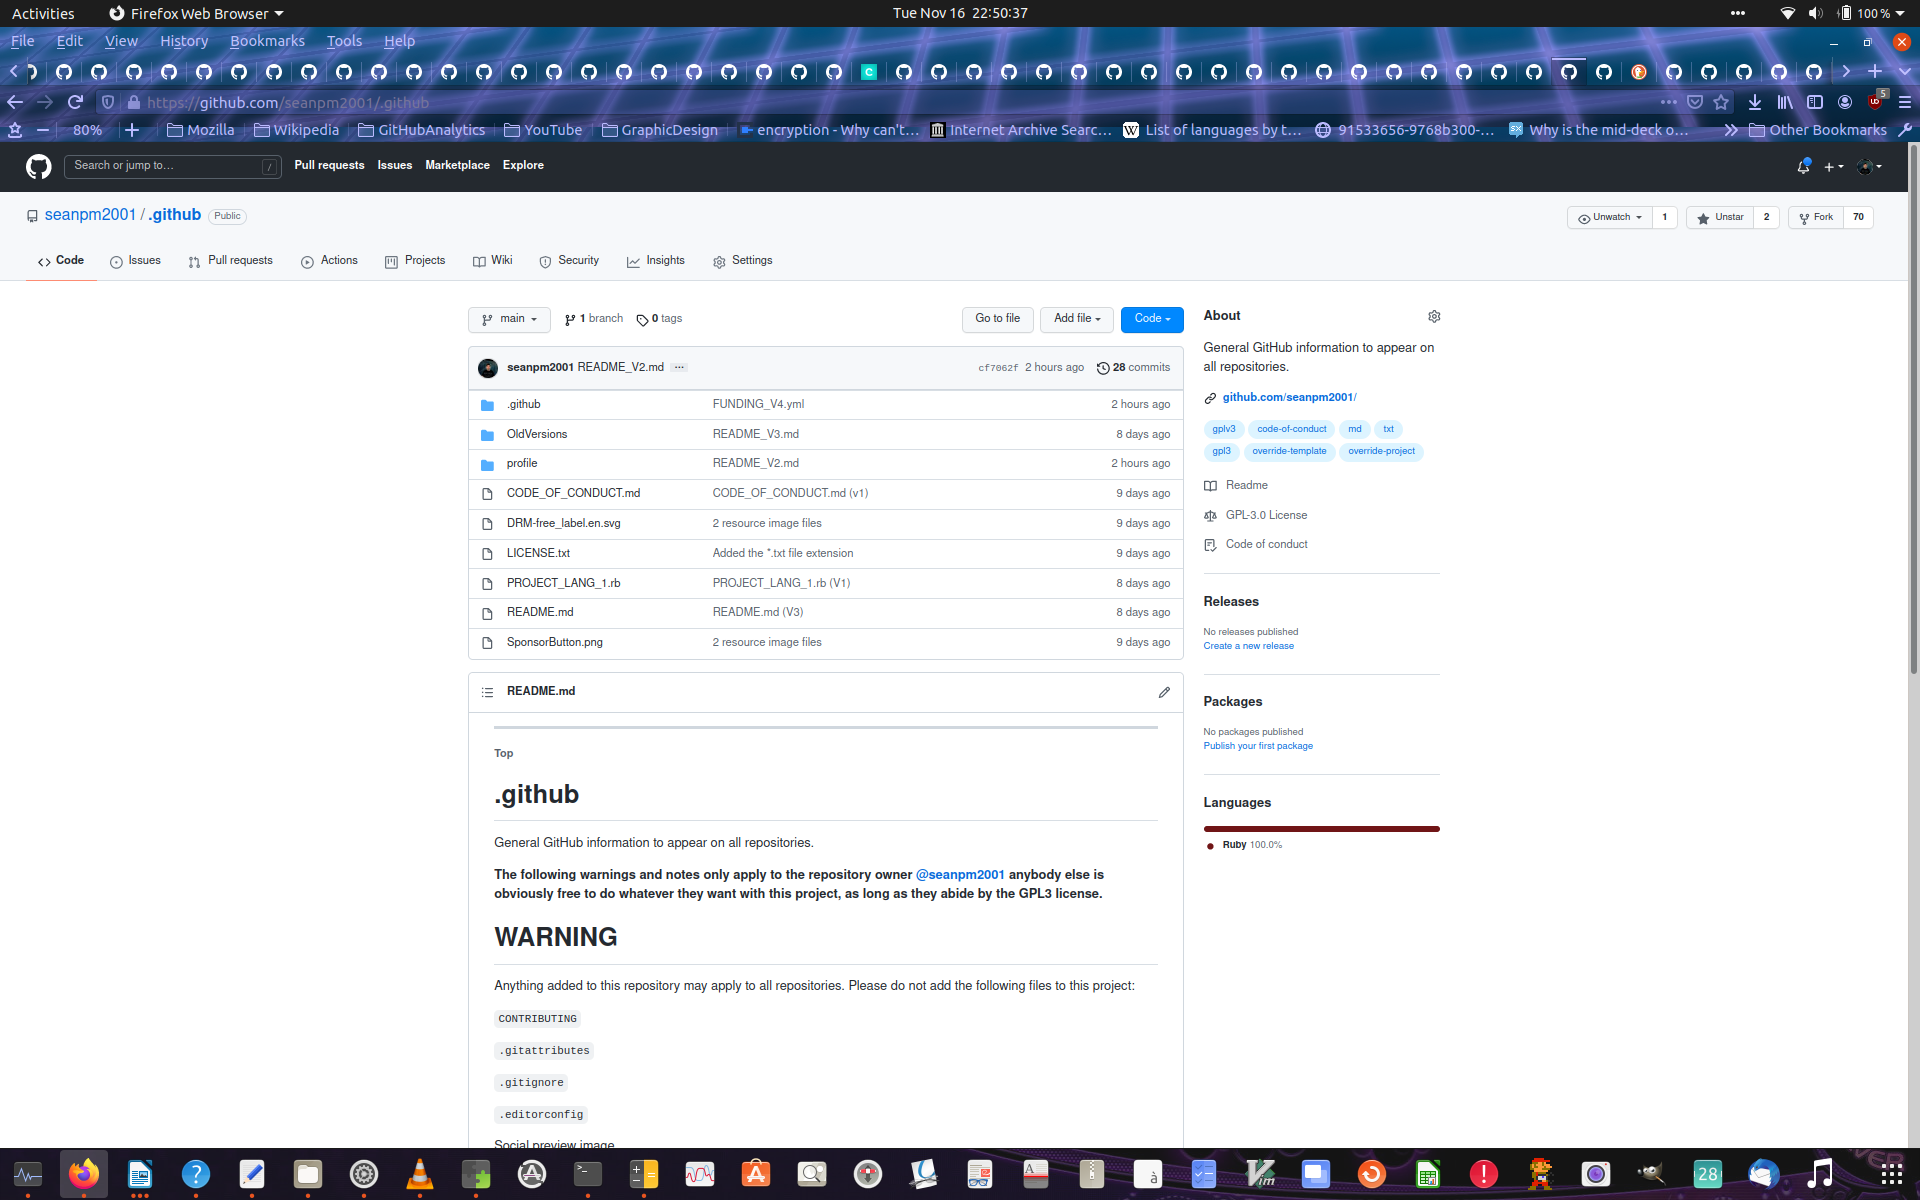 Activities Firefox Web Browser Tue Nov 16 22:50:37 100 %
File Edit View History Bookmarks Tools Help
https://github.com/seanpm2001/.github 5
80% Mozilla Wikipedia GitHubAnalytics YouTube GraphicDesign encryption - Why can't... Internet Archive Searc... List of languages by t... 91533656-9768b300-... Why is the mid-deck o... Other Bookmarks
Search or jump to... / Pull requests Issues Marketplace Explore
seanpm2001 / .github Public Unwatch 1 Unstar 2 Fork 70
Code Issues Pull requests Actions Projects Wiki Security Insights Settings
main 1 branch 0 tags Go to file Add file Code
seanpm2001 README_V2.md ... cf7062f 2 hours ago 28 commits
.github FUNDING_V4.yml 2 hours ago
OldVersions README_V3.md 8 days ago
profile README_V2.md 2 hours ago
CODE_OF_CONDUCT.md CODE_OF_CONDUCT.md (v1) 9 days ago
DRM-free_label.en.svg 2 resource image files 9 days ago
LICENSE.txt Added the *.txt file extension 9 days ago
PROJECT_LANG_1.rb PROJECT_LANG_1.rb (V1) 8 days ago
README.md README.md (V3) 8 days ago
SponsorButton.png 2 resource image files 9 days ago
README.md
Top
.github
General GitHub information to appear on all repositories.
The following warnings and notes only apply to the repository owner @seanpm2001 anybody else is
obviously free to do whatever they want with this project, as long as they abide by the GPL3 license.
WARNING
Anything added to this repository may apply to all repositories. Please do not add the following files to this project:
CONTRIBUTING
.gitattributes
.gitignore
.editorconfig
Social preview image
About
General GitHub information to appear on
all repositories.
github.com/seanpm2001/
gplv3 code-of-conduct md txt
gpl3 override-template override-project
Readme
GPL-3.0 License
Code of conduct
Releases
No releases published
Create a new release
Packages
No packages published
Publish your first package
Languages
Ruby 100.0%
28